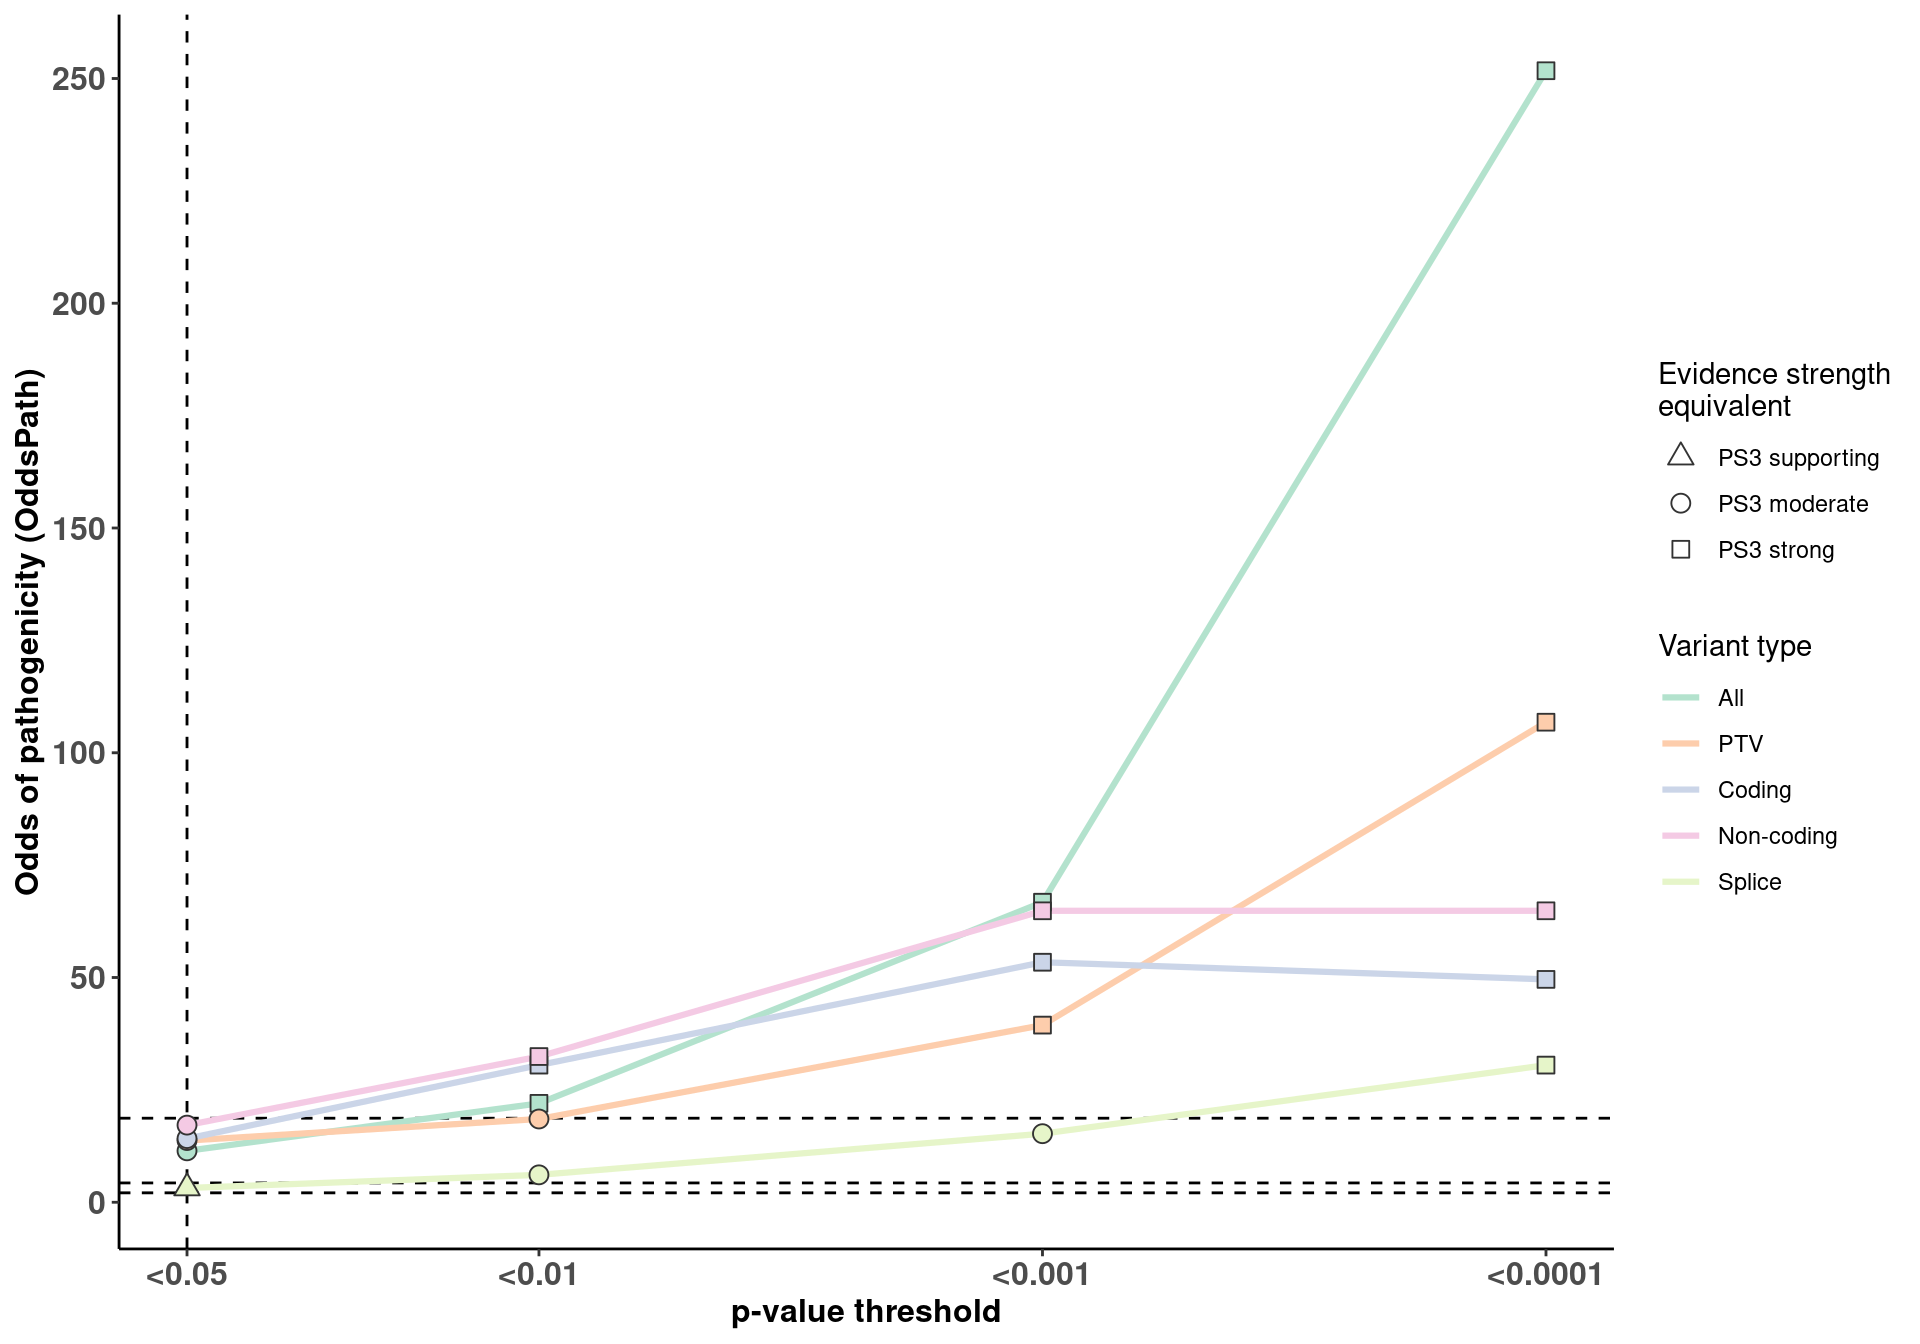 250
200
150
100
50
0
Odds of pathogenicity (OddsPath)
<0.05
<0.01
<0.001
<0.0001
p-value threshold
Evidence strength
equivalent
PS3 supporting
PS3 moderate
PS3 strong
Variant type
All
PTV
Coding
Non-coding
Splice